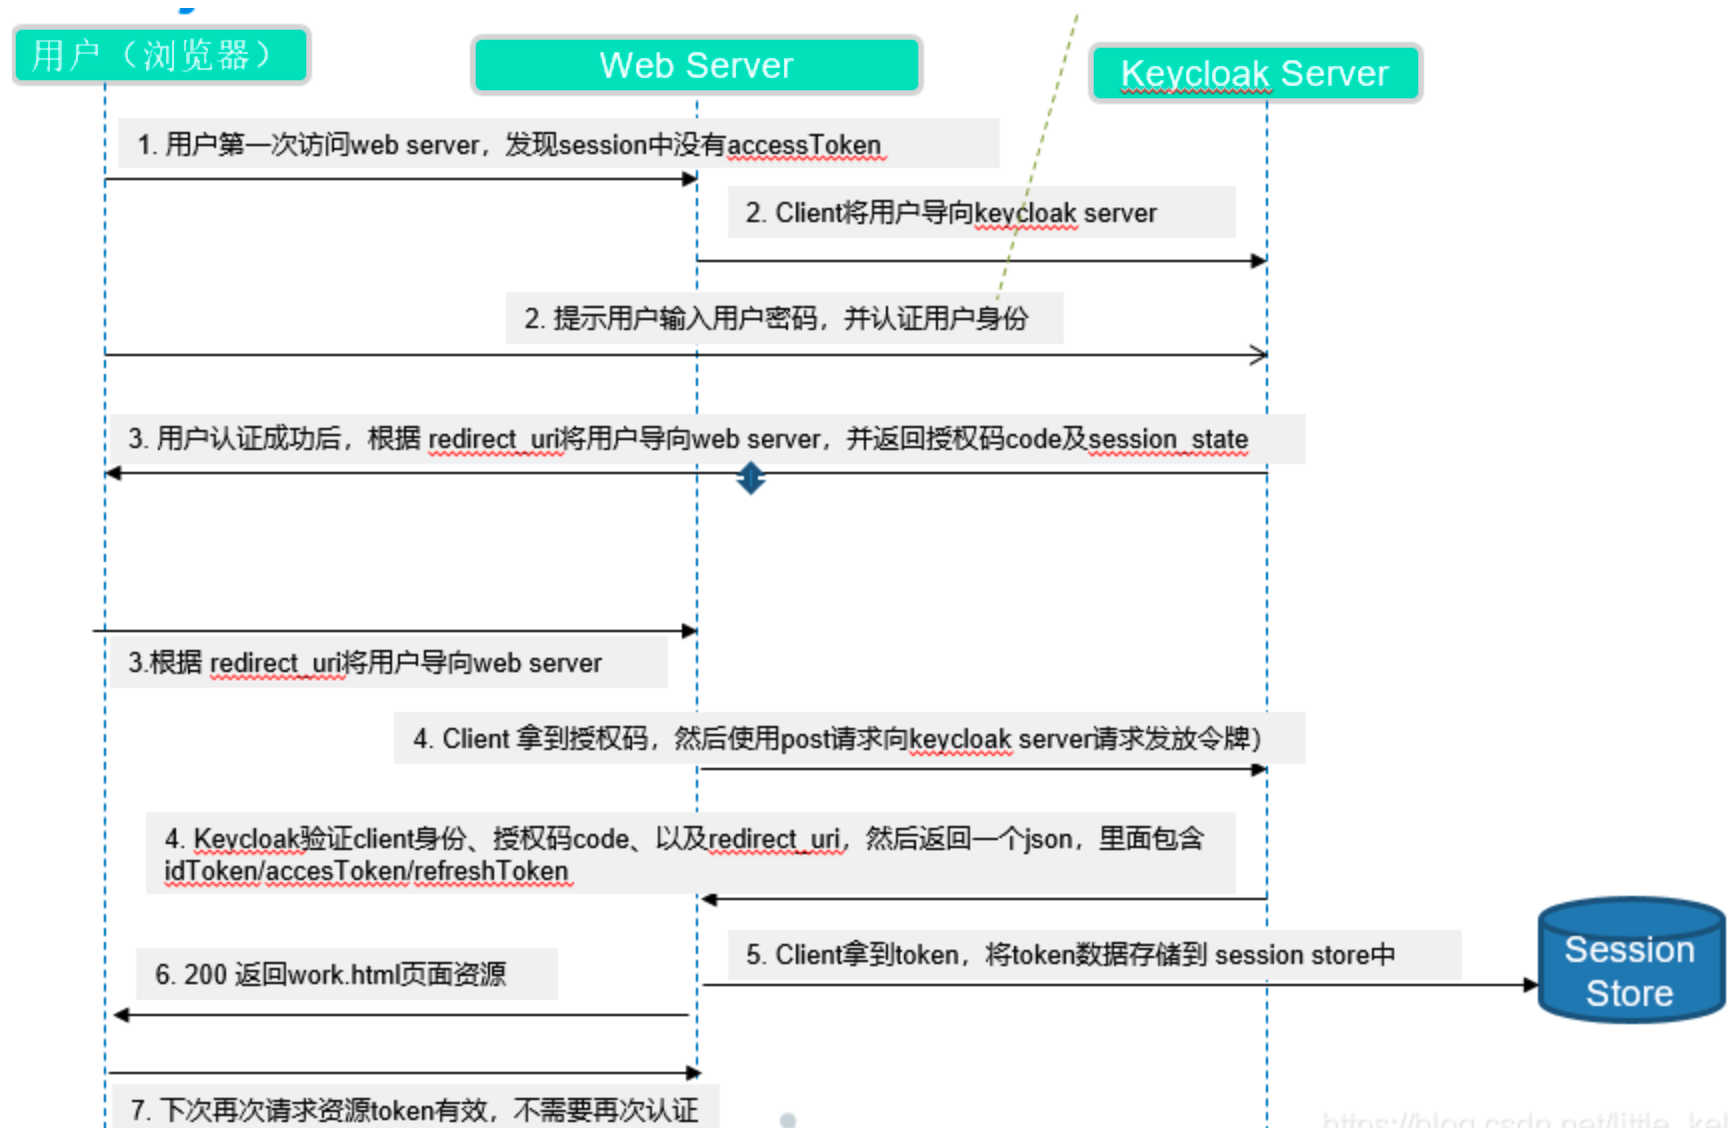 用户（浏览器）
Web Server
Keycloak Server
1. 用户第一次访问web server，发现session中没有accessToken
2. Client将用户导向keycloak server
2. 提示用户输入用户密码，并认证用户身份
3. 用户认证成功后，根据 redirect_uri将用户导向web server，并返回授权码code及session_state
3.根据 redirect_uri将用户导向web server
4. Client 拿到授权码，然后使用post请求向keycloak server请求发放令牌）
4. Keycloak验证client身份、授权码code、以及redirect_uri，然后返回一个json，里面包含
idToken/accesToken/refreshToken
5. Client拿到token，将token数据存储到 session store中
Session
Store
6. 200 返回work.html页面资源
7. 下次再次请求资源token有效，不需要再次认证